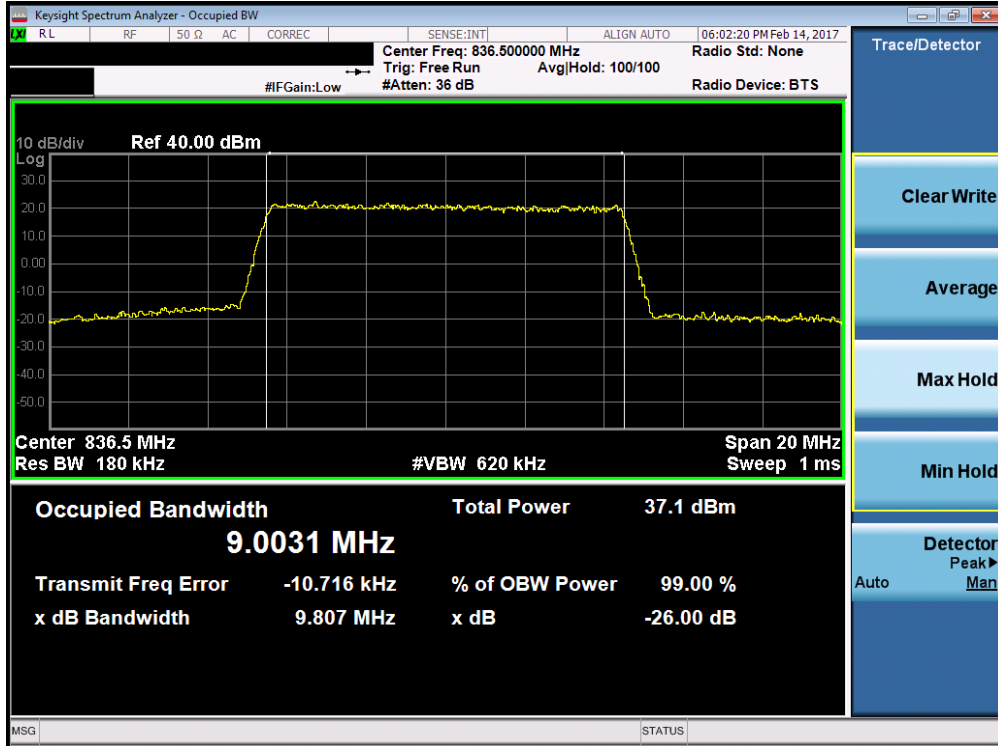 Keysight Spectrum Analyzer - Occupied BW
LXI RL RF 50 Ω AC CORREC SENSE:INT ALIGN AUTO 06:02:20 PM Feb 14, 2017
Center Freq: 836.500000 MHz Radio Std: None
Trig: Free Run Avg|Hold: 100/100
#IFGain:Low #Atten: 36 dB Radio Device: BTS
Trace/Detector
10 dB/div Ref 40.00 dBm
Log
30.0
20.0
10.0
0.00
-10.0
-20.0
-30.0
-40.0
-50.0
Center 836.5 MHz Span 20 MHz
Res BW 180 kHz #VBW 620 kHz Sweep 1 ms
Occupied Bandwidth Total Power 37.1 dBm
9.0031 MHz
Transmit Freq Error -10.716 kHz % of OBW Power 99.00 %
x dB Bandwidth 9.807 MHz x dB -26.00 dB
Clear Write
Average
Max Hold
Min Hold
Detector
Peak▶
Auto Man
MSG STATUS